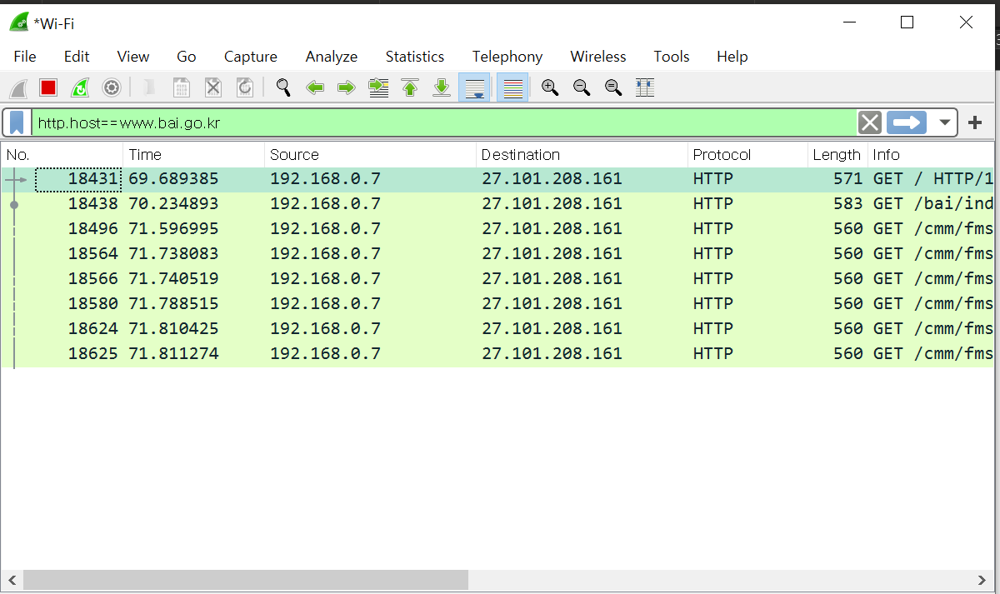 *Wi-Fi
File Edit View Go Capture Analyze Statistics Telephony Wireless Tools Help
http.host==www.bai.go.kr
No. Time Source Destination Protocol Length Info
18431 69.689385 192.168.0.7 27.101.208.161 HTTP 571 GET / HTTP/1
18438 70.234893 192.168.0.7 27.101.208.161 HTTP 583 GET /bai/ind
18496 71.596995 192.168.0.7 27.101.208.161 HTTP 560 GET /cmm/fms
18564 71.738083 192.168.0.7 27.101.208.161 HTTP 560 GET /cmm/fms
18566 71.740519 192.168.0.7 27.101.208.161 HTTP 560 GET /cmm/fms
18580 71.788515 192.168.0.7 27.101.208.161 HTTP 560 GET /cmm/fms
18624 71.810425 192.168.0.7 27.101.208.161 HTTP 560 GET /cmm/fms
18625 71.811274 192.168.0.7 27.101.208.161 HTTP 560 GET /cmm/fms